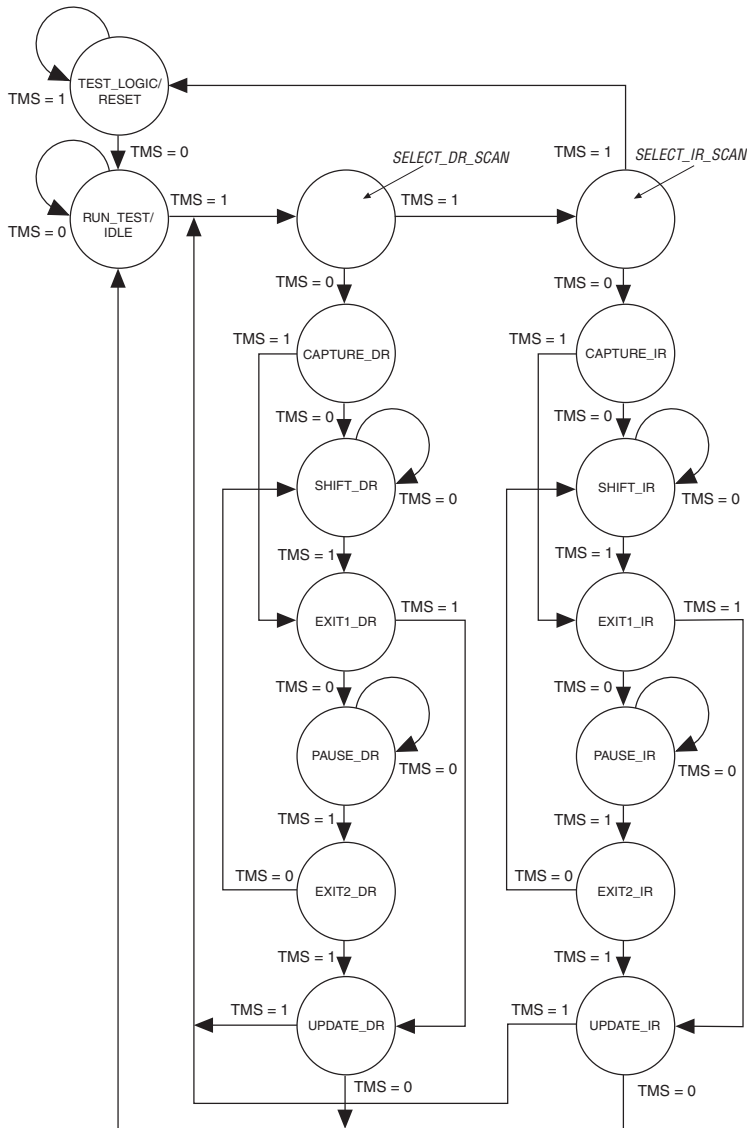 TEST_LOGIC/
RESET
TMS = 1
TMS = 0
SELECT_DR_SCAN
TMS = 1
SELECT_IR_SCAN
RUN_TEST/
IDLE
TMS = 0
TMS = 1
TMS = 1
TMS = 0
TMS = 0
TMS = 1
CAPTURE_DR
TMS = 1
CAPTURE_IR
TMS = 0
TMS = 0
SHIFT_DR
TMS = 0
SHIFT_IR
TMS = 0
TMS = 1
TMS = 1
EXIT1_DR
TMS = 1
EXIT1_IR
TMS = 1
TMS = 0
TMS = 0
PAUSE_DR
TMS = 0
PAUSE_IR
TMS = 0
TMS = 1
TMS = 1
TMS = 0
EXIT2_DR
TMS = 0
EXIT2_IR
TMS = 1
TMS = 1
TMS = 1
UPDATE_DR
TMS = 1
UPDATE_IR
TMS = 0
TMS = 0